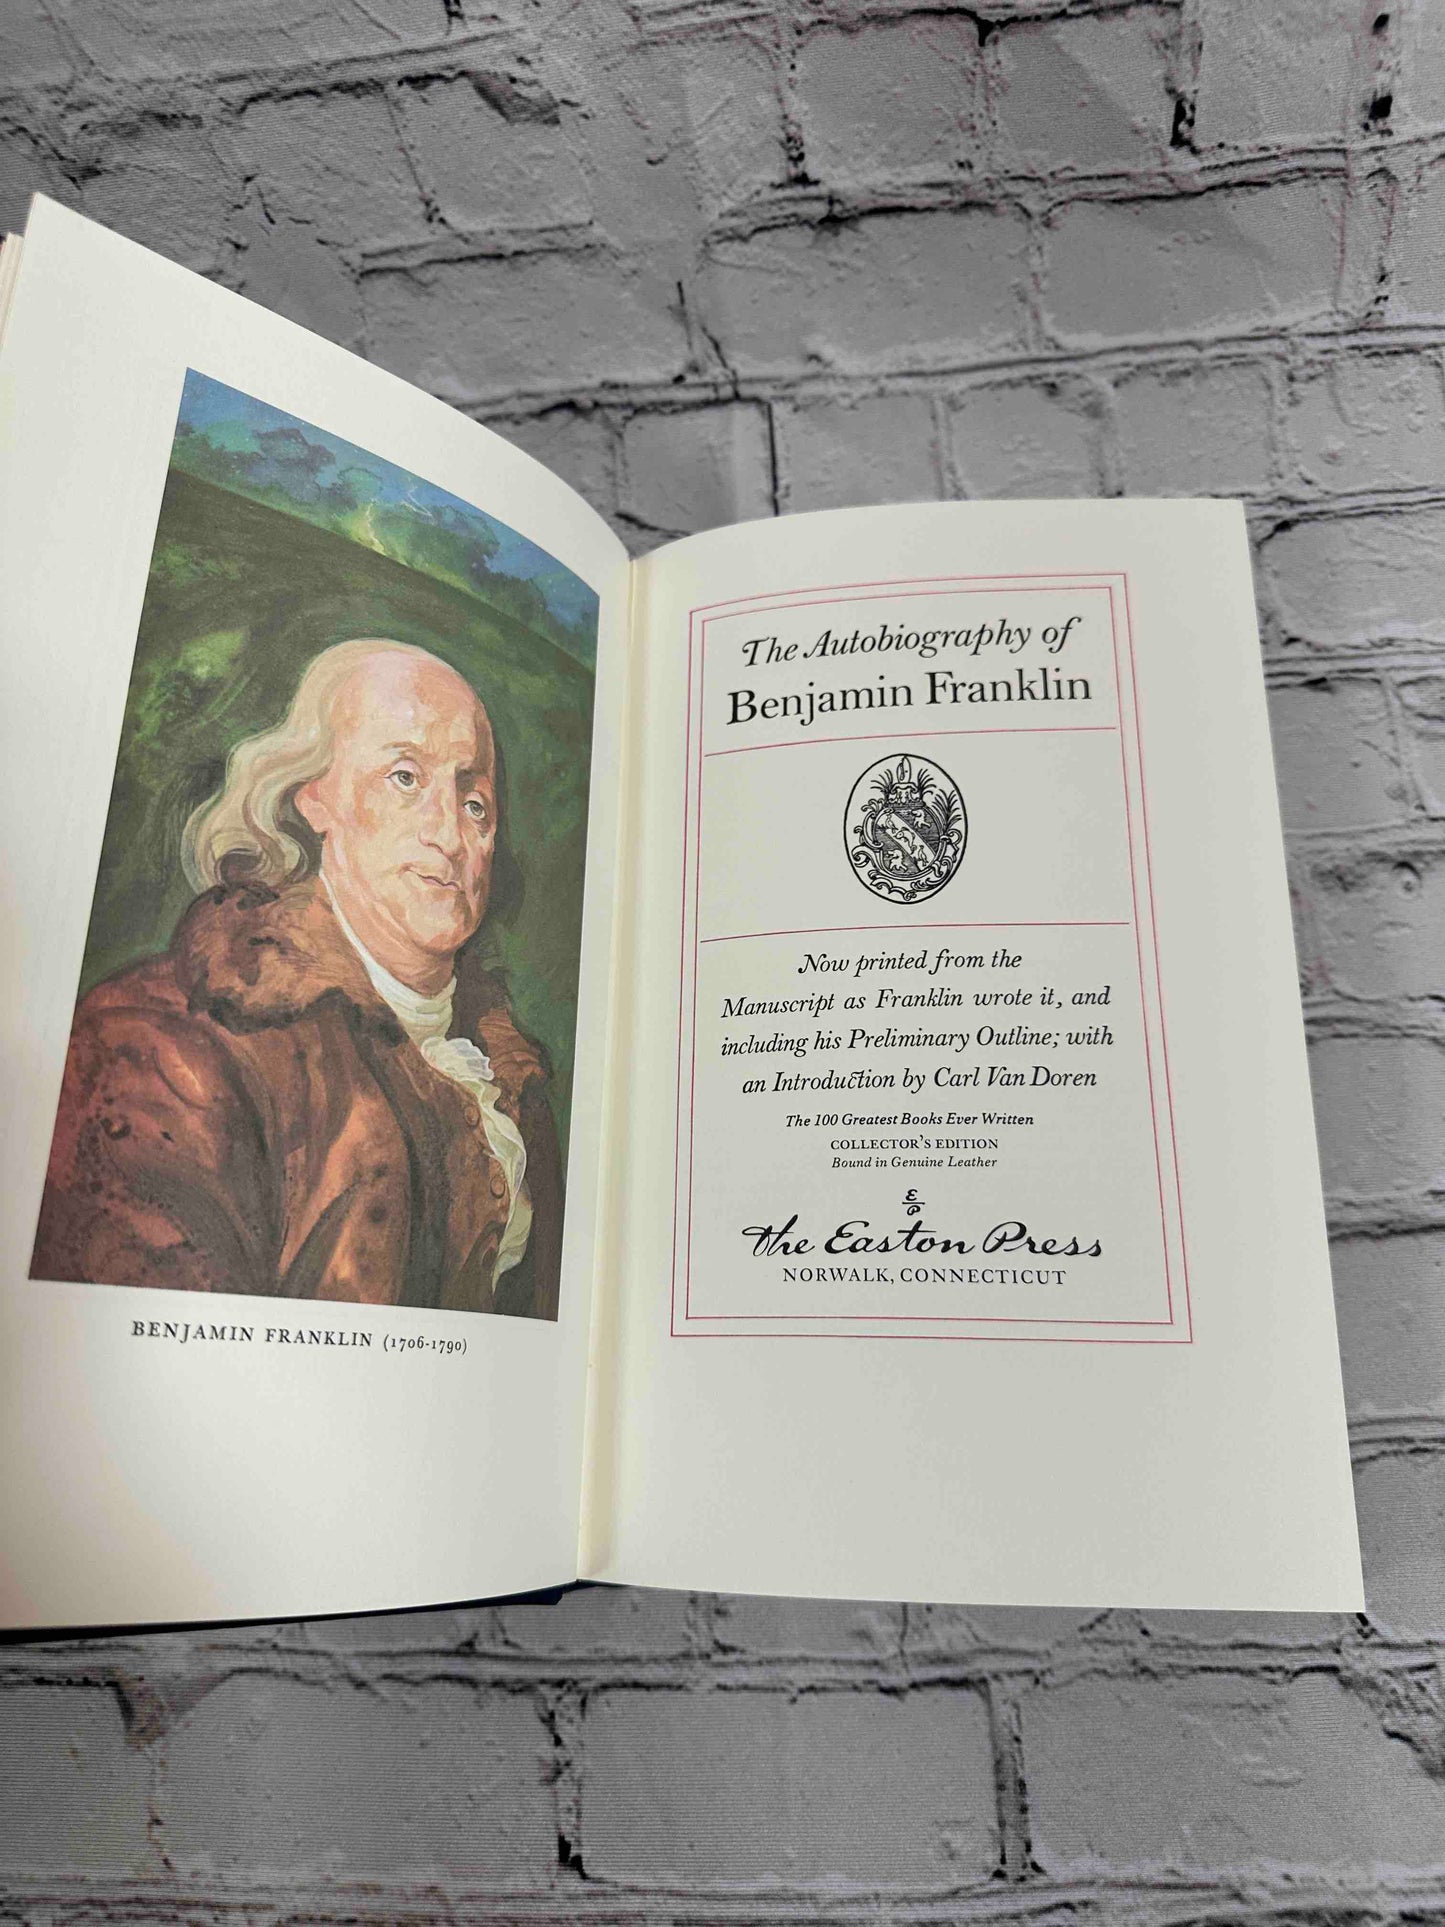 BENJAMIN FRANKLIN (1706-1790)
The Autobiography of
Benjamin Franklin
Now printed from the
Manuscript as Franklin wrote it, and
including his Preliminary Outline; with
an Introduction by Carl Van Doren
The 100 Greatest Books Ever Written
COLLECTOR'S EDITION
Bound in Genuine Leather
E
P
The Easton Press
NORWALK, CONNECTICUT